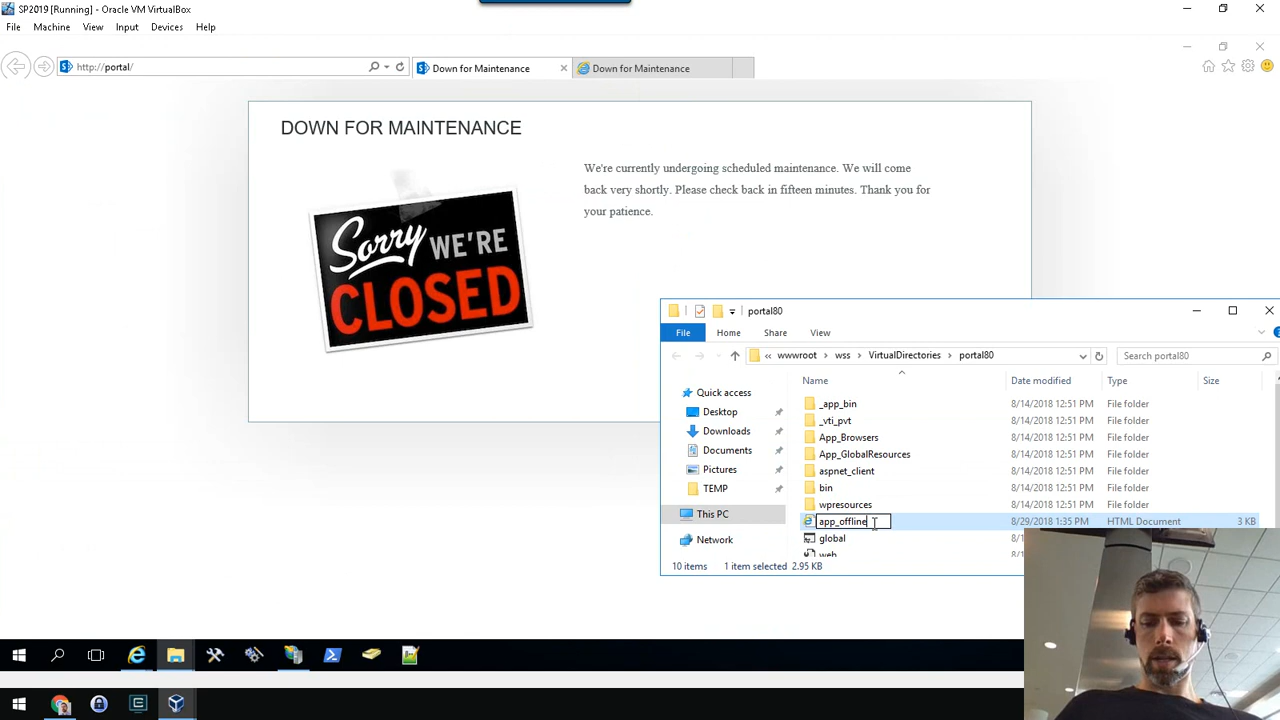 SP2019 [Running] - Oracle VM VirtualBox
File Machine View Input Devices Help
http://portal/
Down for Maintenance
Down for Maintenance
DOWN FOR MAINTENANCE
Sorry WE'RE
CLOSED
We're currently undergoing scheduled maintenance. We will come
back very shortly. Please check back in fifteen minutes. Thank you for
your patience.
portal80
File Home Share View
« wwwroot › wss › VirtualDirectories › portal80
Search portal80
Quick access
Desktop
Downloads
Documents
Pictures
TEMP
This PC
Network
Name Date modified Type Size
_app_bin 8/14/2018 12:51 PM File folder
_vti_pvt 8/14/2018 12:51 PM File folder
App_Browsers 8/14/2018 12:51 PM File folder
App_GlobalResources 8/14/2018 12:51 PM File folder
aspnet_client 8/14/2018 12:51 PM File folder
bin 8/14/2018 12:51 PM File folder
wpresources 8/14/2018 12:51 PM File folder
app_offline 8/29/2018 1:35 PM HTML Document 3 KB
global 8/1
web
10 items 1 item selected 2.95 KB